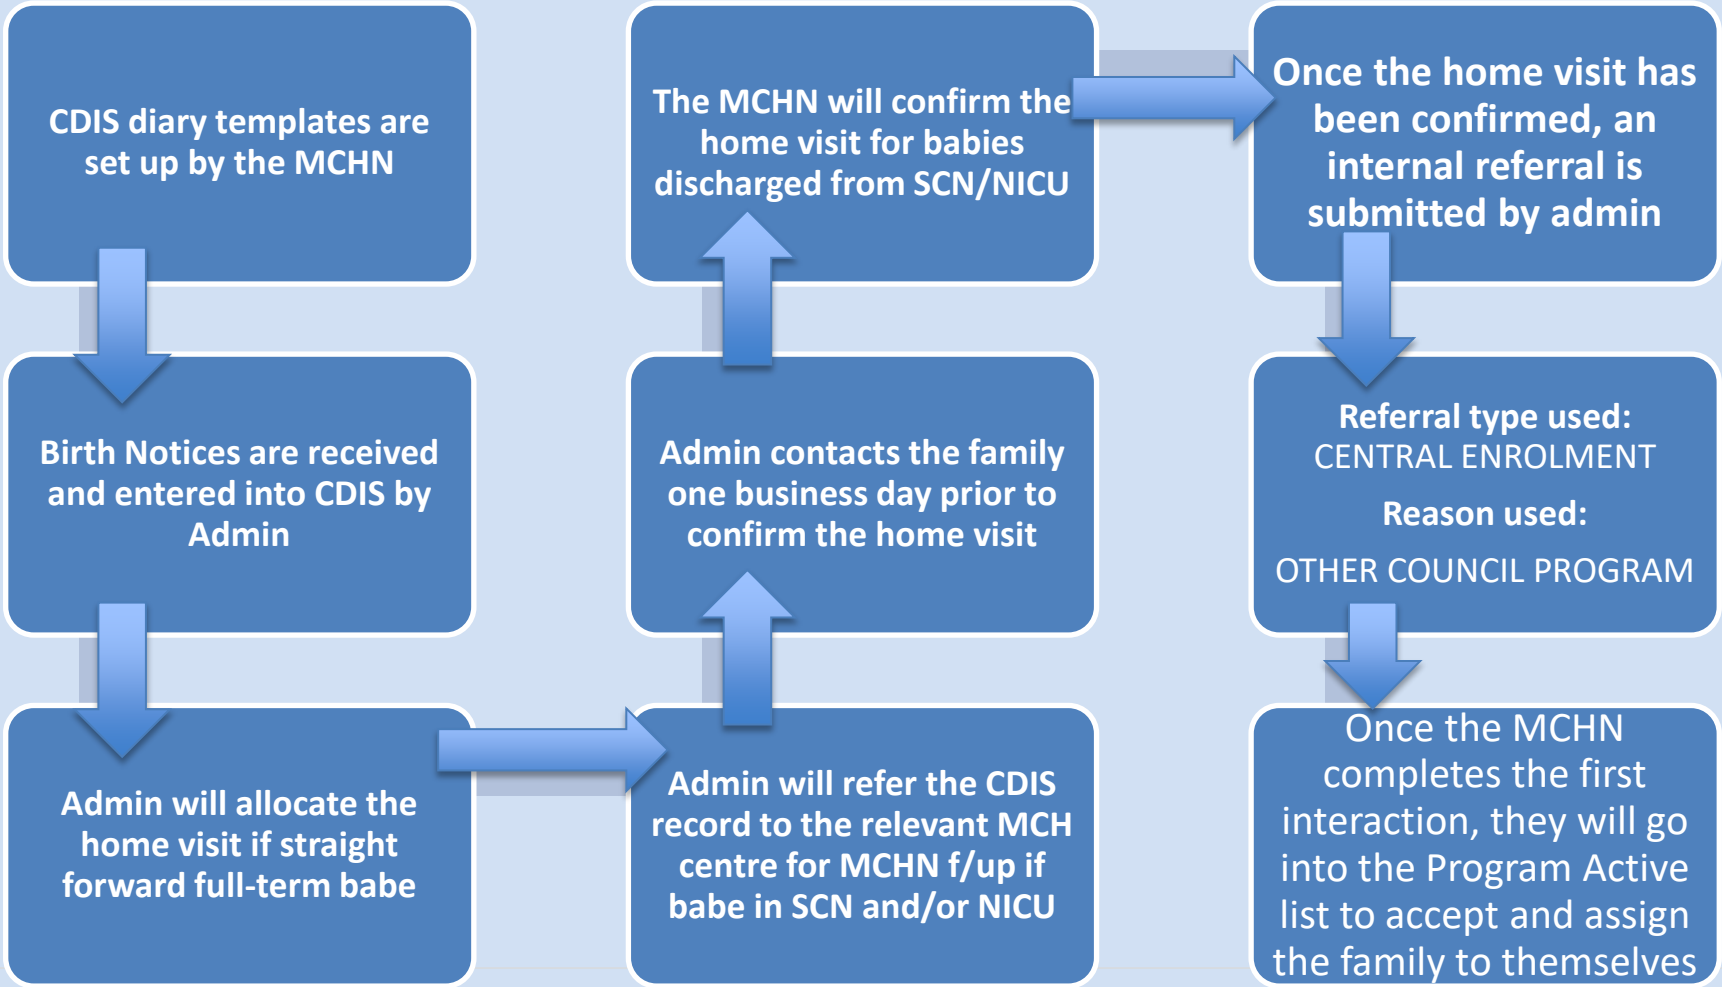 CDIS diary templates are
set up by the MCHN
Birth Notices are received
and entered into CDIS by
Admin
Admin will allocate the
home visit if straight
forward full-term babe
Admin will refer the CDIS
record to the relevant MCH
centre for MCHN f/up if
babe in SCN and/or NICU
Admin contacts the family
one business day prior to
confirm the home visit
The MCHN will confirm the
home visit for babies
discharged from SCN/NICU
Once the home visit has
been confirmed, an
internal referral is
submitted by admin
Referral type used:
CENTRAL ENROLMENT
Reason used:
OTHER COUNCIL PROGRAM
Once the MCHN
completes the first
interaction, they will go
into the Program Active
list to accept and assign
the family to themselves